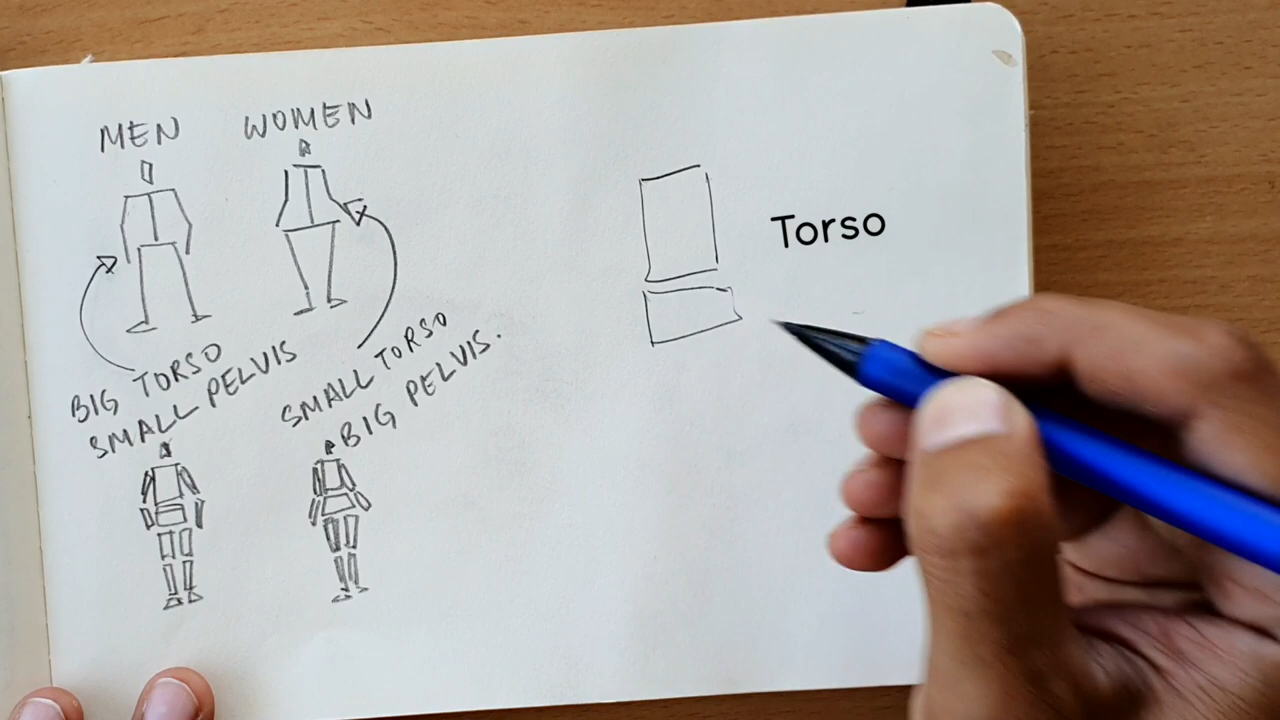 MEN
WOMEN
BIG TORSO
SMALL PELVIS
SMALL TORSO
BIG PELVIS.
Torso